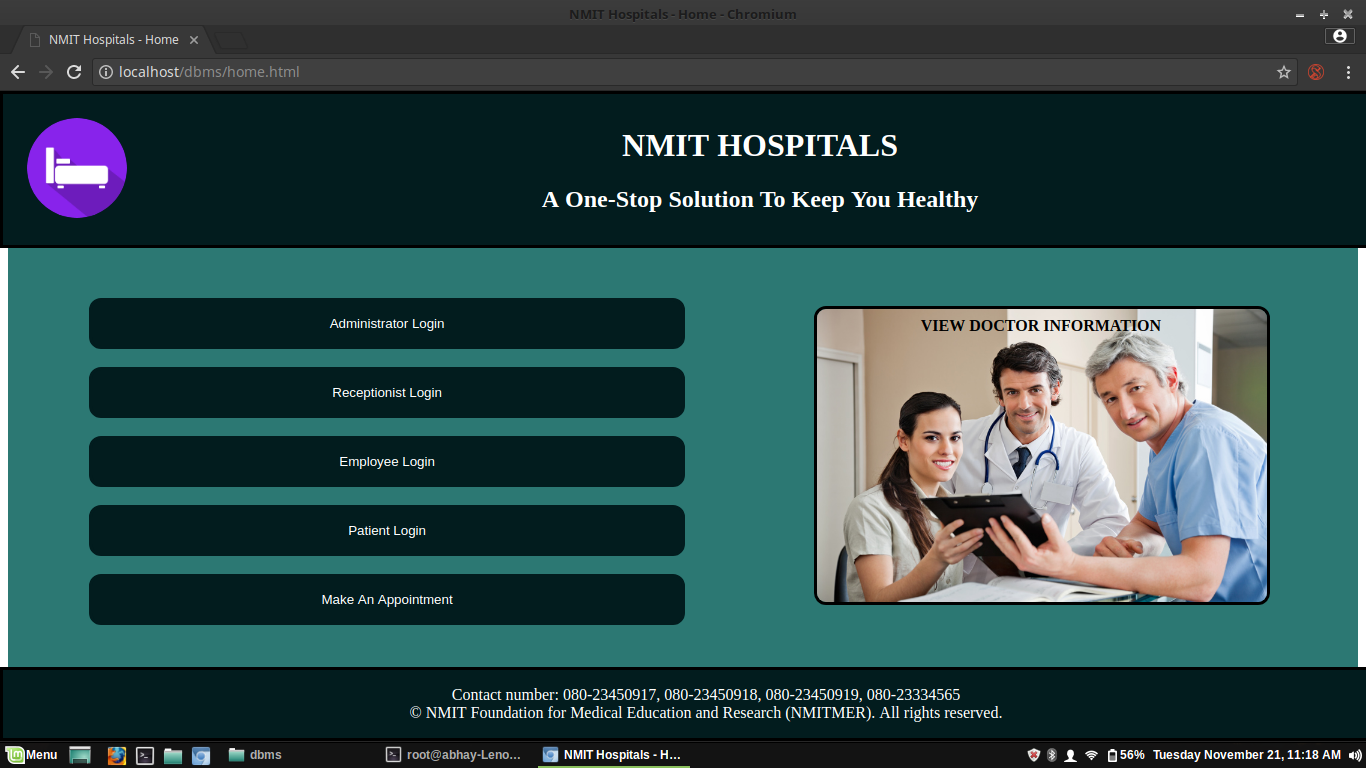 NMIT Hospitals - Home - Chromium
NMIT Hospitals - Home
localhost/dbms/home.html
NMIT HOSPITALS
A One-Stop Solution To Keep You Healthy
Administrator Login
Receptionist Login
Employee Login
Patient Login
Make An Appointment
VIEW DOCTOR INFORMATION
Contact number: 080-23450917, 080-23450918, 080-23450919, 080-23334565
© NMIT Foundation for Medical Education and Research (NMITMER). All rights reserved.
Menu dbms root@abhay-Leno... NMIT Hospitals - H... 56% Tuesday November 21, 11:18 AM